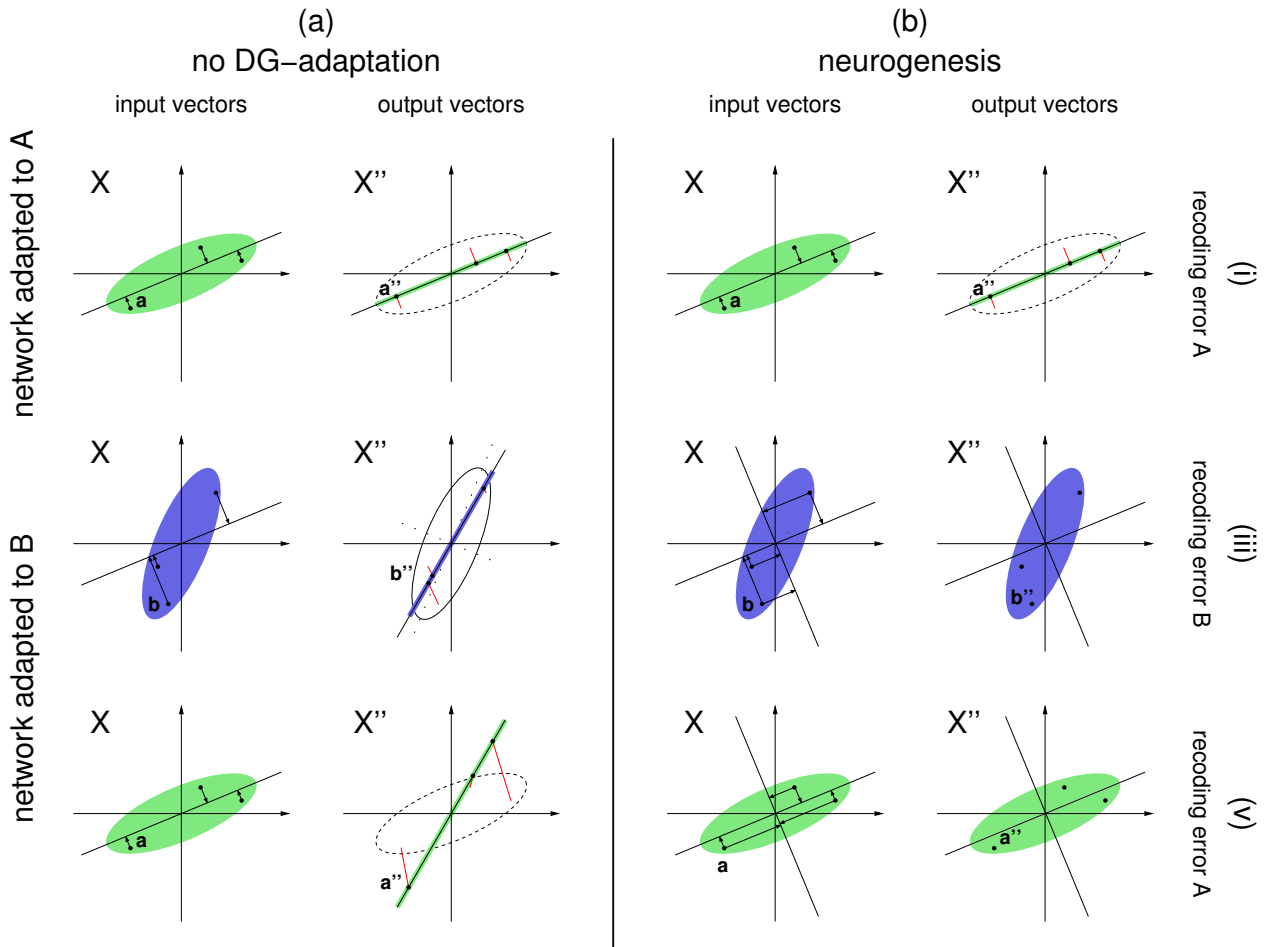 (a)
(b)
no DG−adaptation
neurogenesis
input vectors
output vectors
input vectors
output vectors
network adapted to A
X
a
X’’
a’’
X
a
X’’
a’’
recoding error A
(i)
network adapted to B
X
b
X’’
b’’
X
b
X’’
b’’
recoding error B
(iii)
X
a
X’’
a’’
X
a
X’’
a’’
recoding error A
(v)